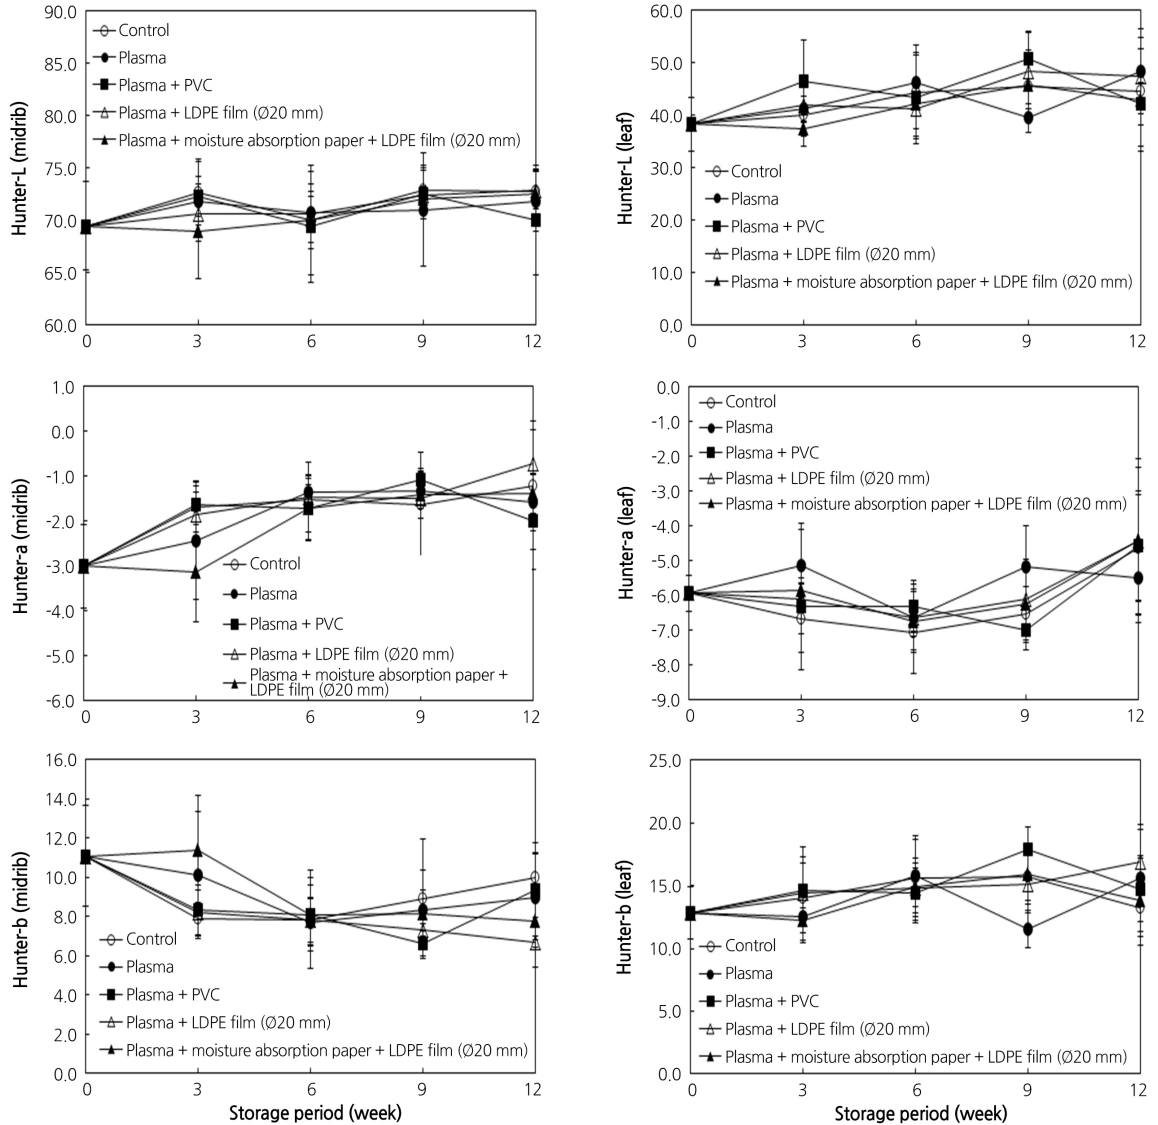 Hunter-L (midrib)
90.0
85.0
80.0
75.0
70.0
65.0
60.0
Control
Plasma
Plasma + PVC
Plasma + LDPE film (Ø20 mm)
Plasma + moisture absorption paper + LDPE film (Ø20 mm)
0 3 6 9 12
Hunter-L (leaf)
60.0
50.0
40.0
30.0
20.0
10.0
0.0
Control
Plasma
Plasma + PVC
Plasma + LDPE film (Ø20 mm)
Plasma + moisture absorption paper + LDPE film (Ø20 mm)
0 3 6 9 12
Hunter-a (midrib)
1.0
0.0
-1.0
-2.0
-3.0
-4.0
-5.0
-6.0
Control
Plasma
Plasma + PVC
Plasma + LDPE film (Ø20 mm)
Plasma + moisture absorption paper +
LDPE film (Ø20 mm)
0 3 6 9 12
Hunter-a (leaf)
0.0
-1.0
-2.0
-3.0
-4.0
-5.0
-6.0
-7.0
-8.0
-9.0
Control
Plasma
Plasma + PVC
Plasma + LDPE film (Ø20 mm)
Plasma + moisture absorption paper + LDPE film (Ø20 mm)
0 3 6 9 12
Hunter-b (midrib)
16.0
14.0
12.0
10.0
8.0
6.0
4.0
2.0
0.0
Control
Plasma
Plasma + PVC
Plasma + LDPE film (Ø20 mm)
Plasma + moisture absorption paper + LDPE film (Ø20 mm)
0 3 6 9 12
Storage period (week)
Hunter-b (leaf)
25.0
20.0
15.0
10.0
5.0
0.0
Control
Plasma
Plasma + PVC
Plasma + LDPE film (Ø20 mm)
Plasma + moisture absorption paper + LDPE film (Ø20 mm)
0 3 6 9 12
Storage period (week)